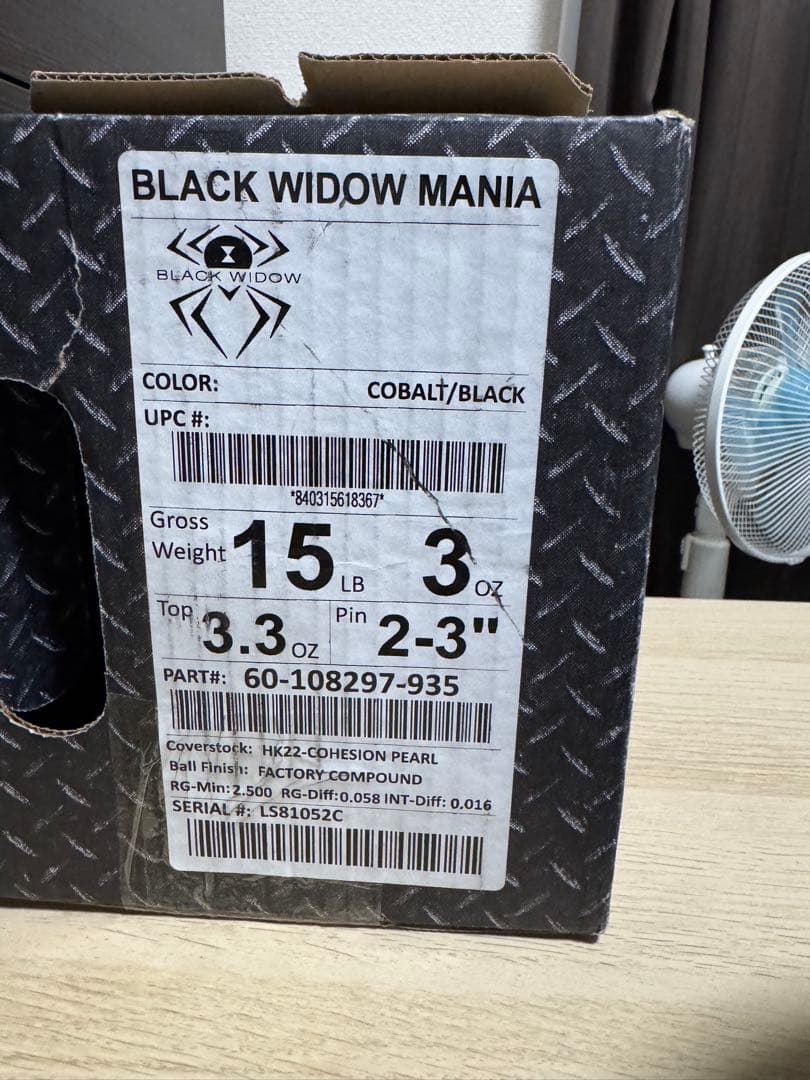 BLACK WIDOW MANIA
BLACK WIDOW
COLOR: COBALT/BLACK
UPC #:
*840315618367*
Gross Weight 15 LB 3 OZ
Top 3.3 OZ Pin 2-3"
PART#: 60-108297-935
Coverstock: HK22-COHESION PEARL
Ball Finish: FACTORY COMPOUND
RG-Min:2.500 RG-Diff:0.058 INT-Diff: 0.016
SERIAL #: LS81052C